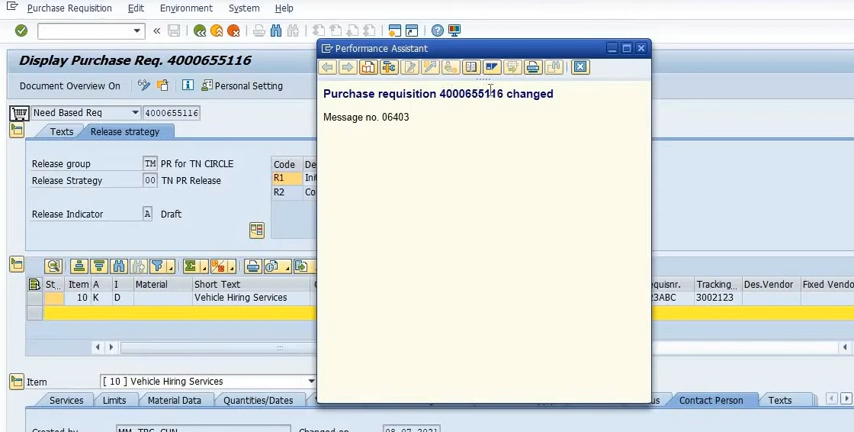 Purchase Requisition Edit Environment System Help
Display Purchase Req. 4000655116
Document Overview On Personal Setting
Need Based Req 4000655116
Texts Release strategy
Release group TM PR for TN CIRCLE
Release Strategy 00 TN PR Release
Release Indicator A Draft
Code
R1
R2
Performance Assistant
Purchase requisition 4000655116 changed
Message no. 06403
St.. Item A I Material Short Text Requisnr. Tracking... Des.Vendor Fixed Vendo
10 K D Vehicle Hiring Services 23ABC 3002123
Item [ 10 ] Vehicle Hiring Services
Services Limits Material Data Quantities/Dates Contact Person Texts
Created by MM_TRG_CUN Changed on 08.07.2021